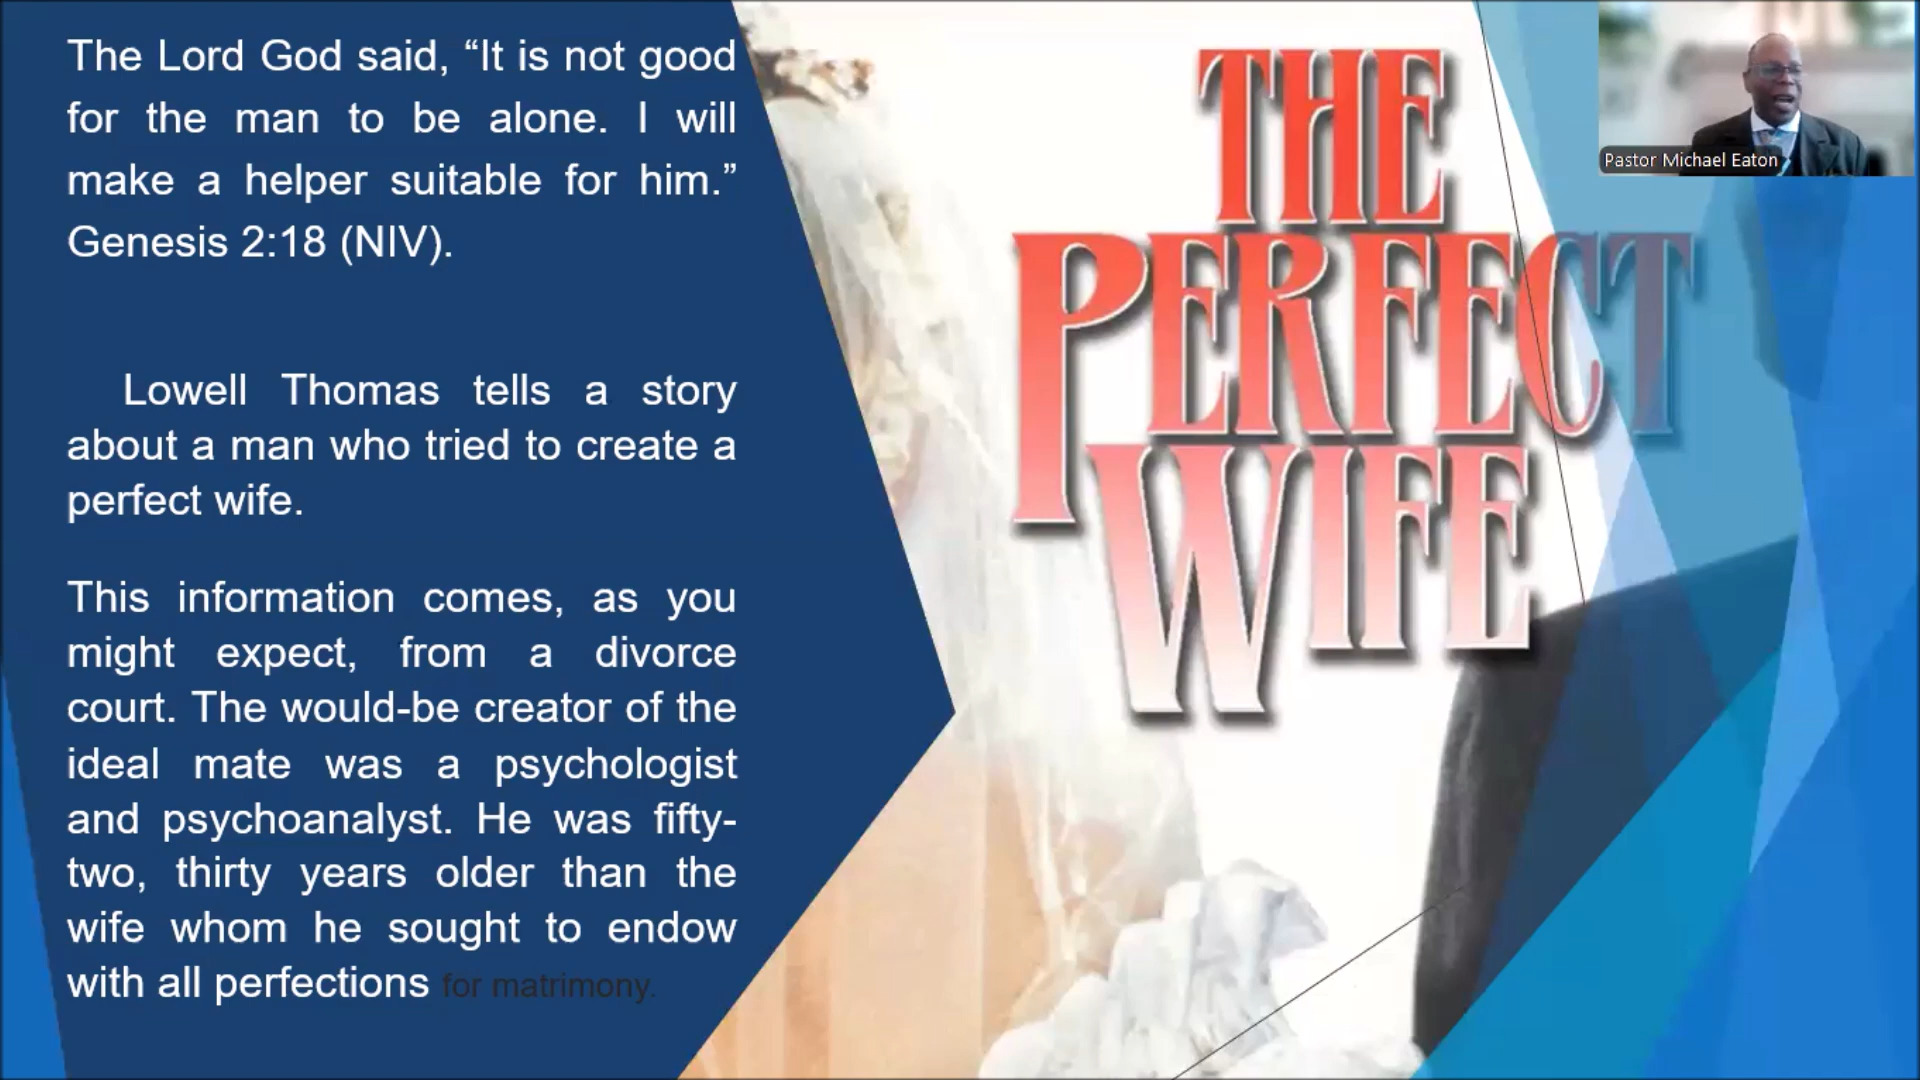 The Lord God said, “It is not good
for the man to be alone. I will
make a helper suitable for him.”
Genesis 2:18 (NIV).
Lowell Thomas tells a story
about a man who tried to create a
perfect wife.
This information comes, as you
might expect, from a divorce
court. The would-be creator of the
ideal mate was a psychologist
and psychoanalyst. He was fifty-
two, thirty years older than the
wife whom he sought to endow
with all perfections for matrimony.
THE
PERFECT
WIFE
Pastor Michael Eaton